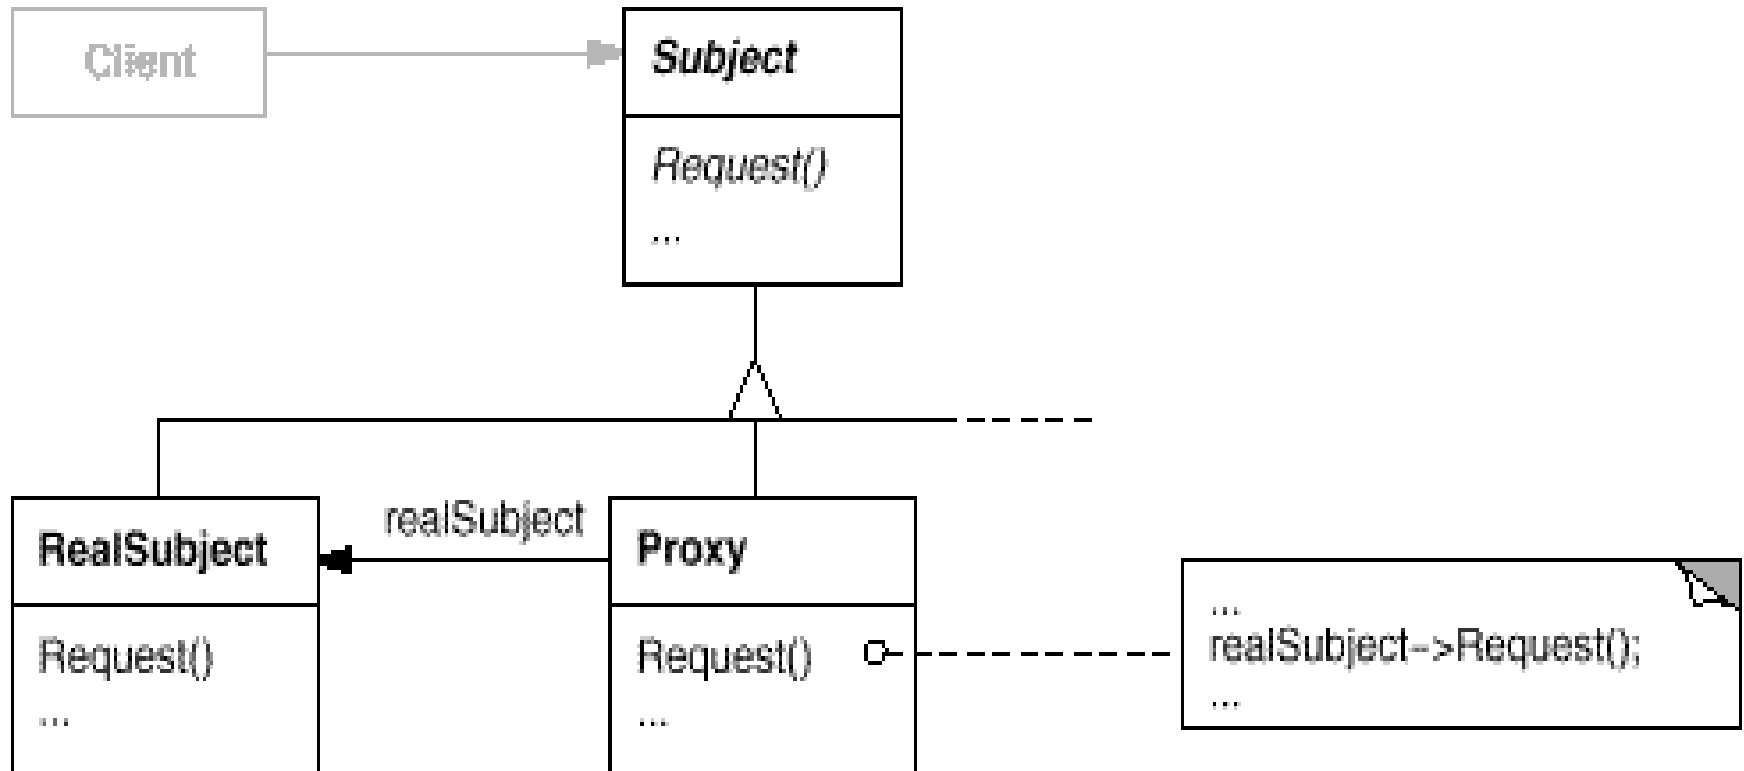 Client
Subject
Request()
...
realSubject
RealSubject
Request()
...
Proxy
Request()
...
...
realSubject->Request();
...